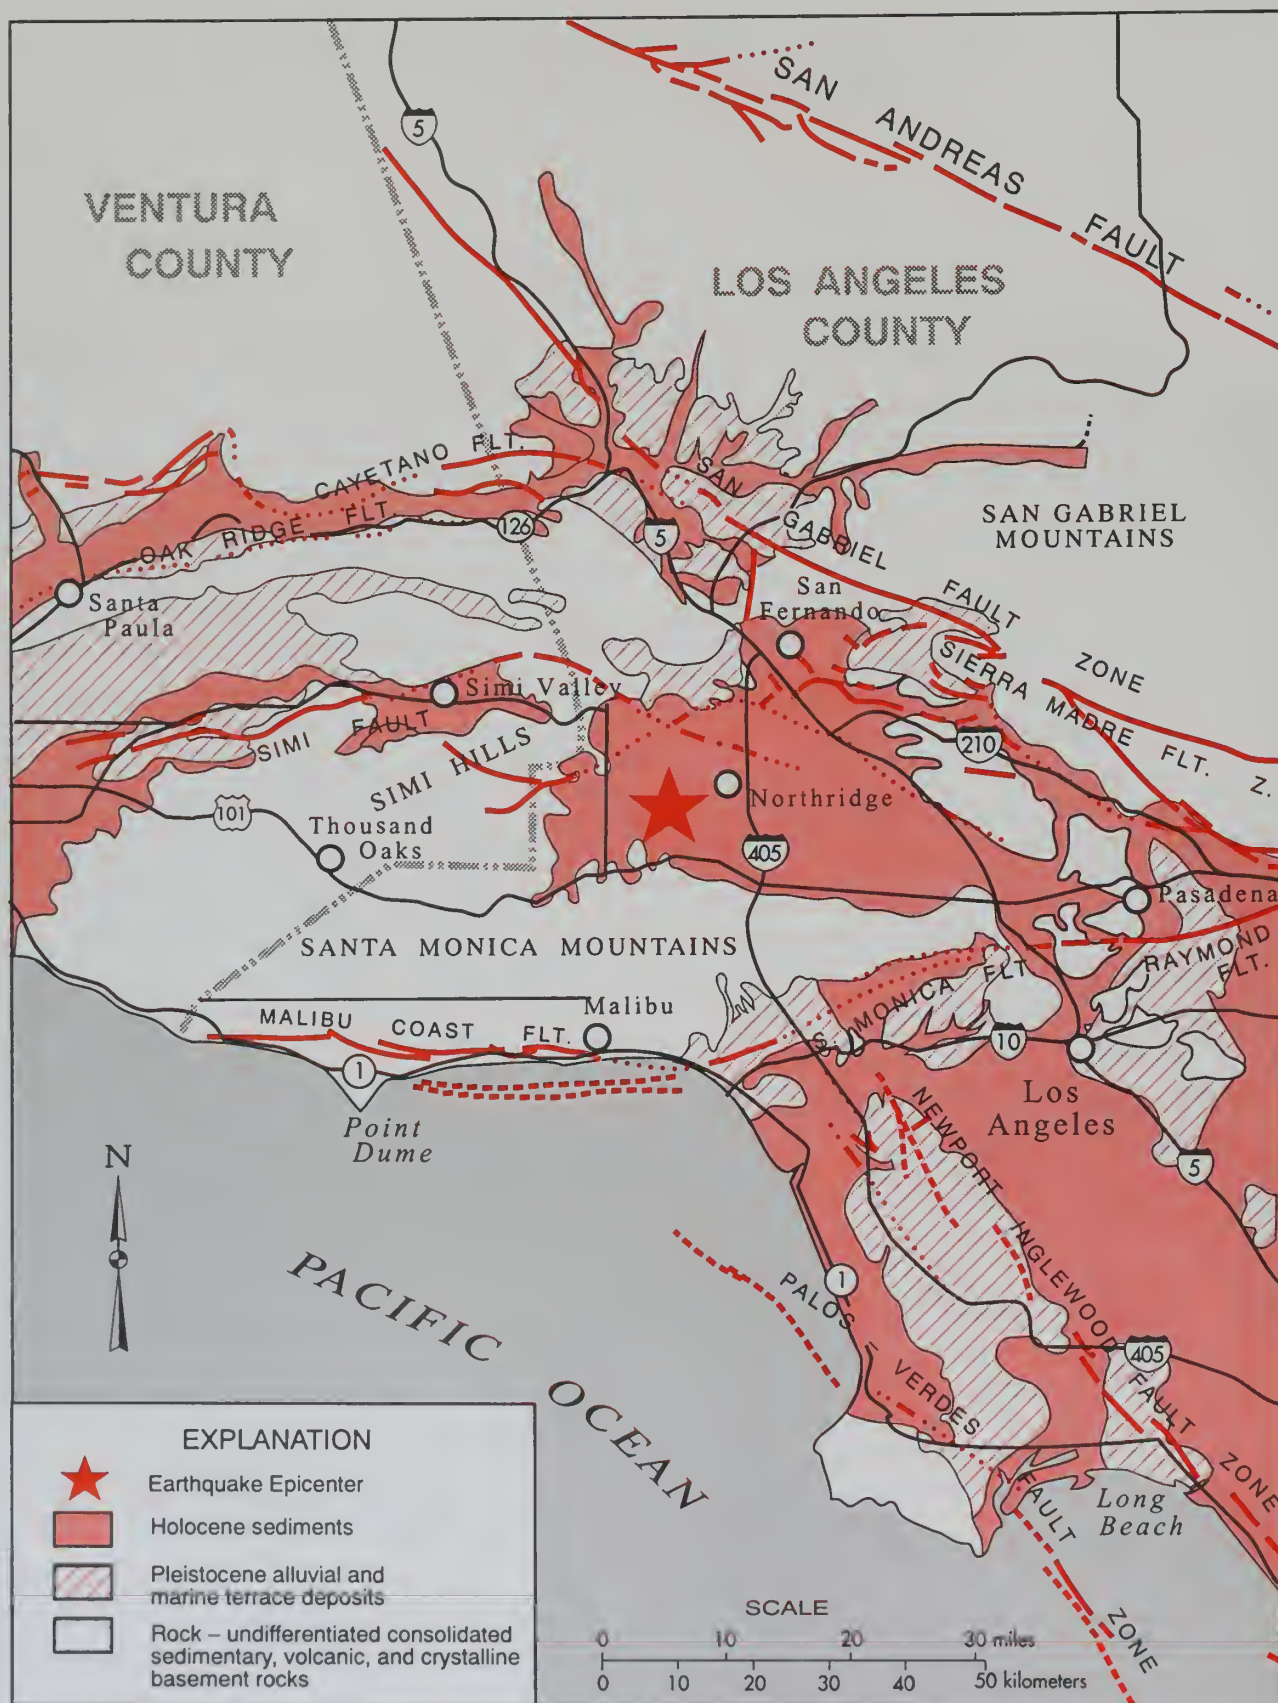 SAN ANDREAS FAULT
5
VENTURA
COUNTY
LOS ANGELES
COUNTY
SAN CAYETANO FLT.
OAK RIDGE FLT.
126
5
SAN GABRIEL FAULT ZONE
SAN GABRIEL
MOUNTAINS
Santa
Paula
San
Fernando
SIERRA MADRE FLT. Z.
Simi Valley
SIMI FAULT
SIMI HILLS
210
101
Thousand
Oaks
Northridge
405
Pasadena
SANTA MONICA MOUNTAINS
RAYMOND
FLT.
S. MONICA FLT
Malibu
MALIBU COAST FLT.
10
1
Los
Angeles
Point
Dume
N
NEWPORT INGLEWOOD FAULT ZONE
5
PACIFIC OCEAN
1
PALOS VERDES FAULT ZONE
405
Long
Beach
EXPLANATION
Earthquake Epicenter
Holocene sediments
Pleistocene alluvial and
marine terrace deposits
Rock – undifferentiated consolidated
sedimentary, volcanic, and crystalline
basement rocks
SCALE
0 10 20 30 miles
0 10 20 30 40 50 kilometers